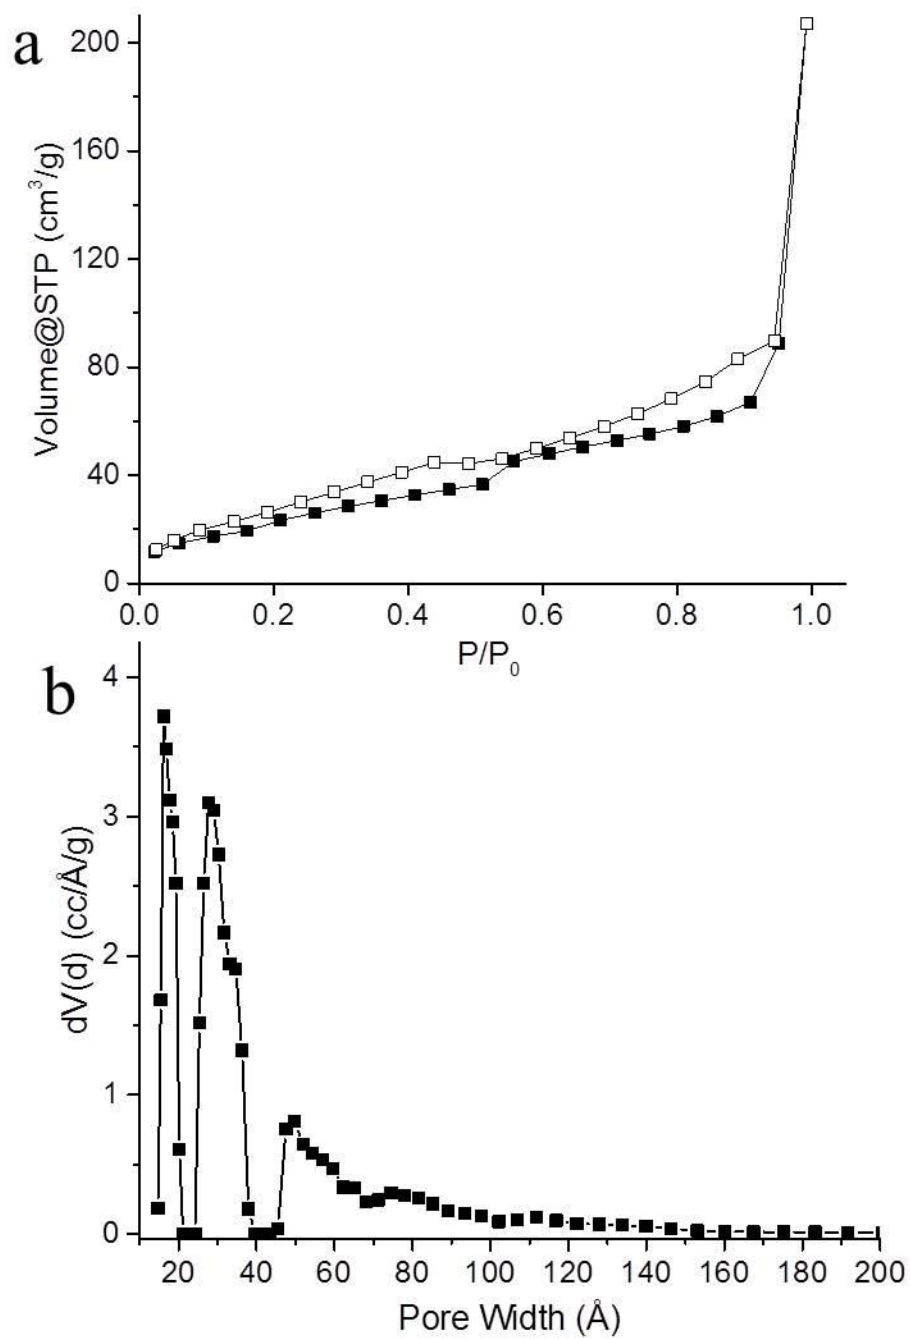 a
200
160
120
80
40
0
Volume@STP (cm³/g)
0.0 0.2 0.4 0.6 0.8 1.0
P/P₀
b
4
3
2
1
0
dV(d) (cc/Å/g)
20 40 60 80 100 120 140 160 180 200
Pore Width (Å)